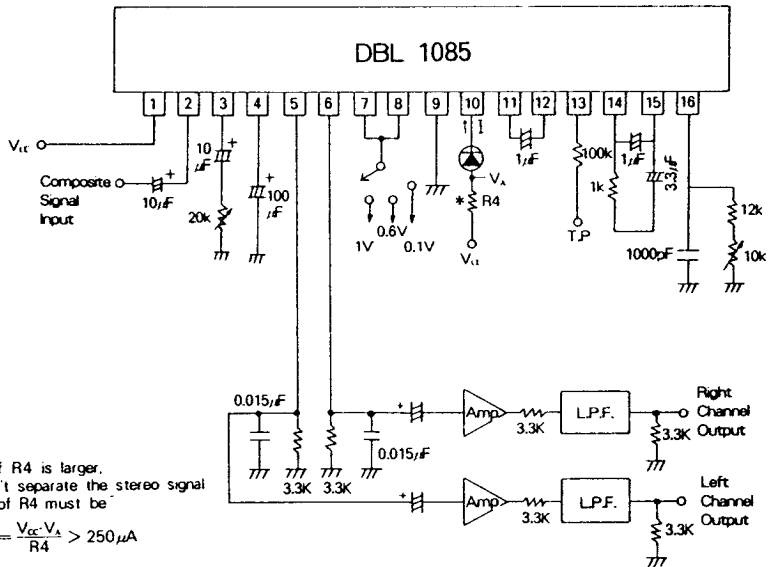 DBL 1085
1 2 3 4 5 6 7 8 9 10 11 12 13 14 15 16
VCC
Composite
Signal
Input
10μF
+
10
μF
+
20k
+
100
μF
1V
0.6V
0.1V
I
VA
* R4
VCC
1μF
100k
T.P
1k
1μF
3.3μF
1000pF
12k
10k
0.015μF
3.3K
3.3K
0.015μF
+
Amp.
3.3K
L.P.F.
3.3K
Right
Channel
Output
+
Amp.
3.3K
L.P.F.
3.3K
Left
Channel
Output
f R4 is larger,
't separate the stereo signal
of R4 must be
= VCC·VA / R4 > 250μA